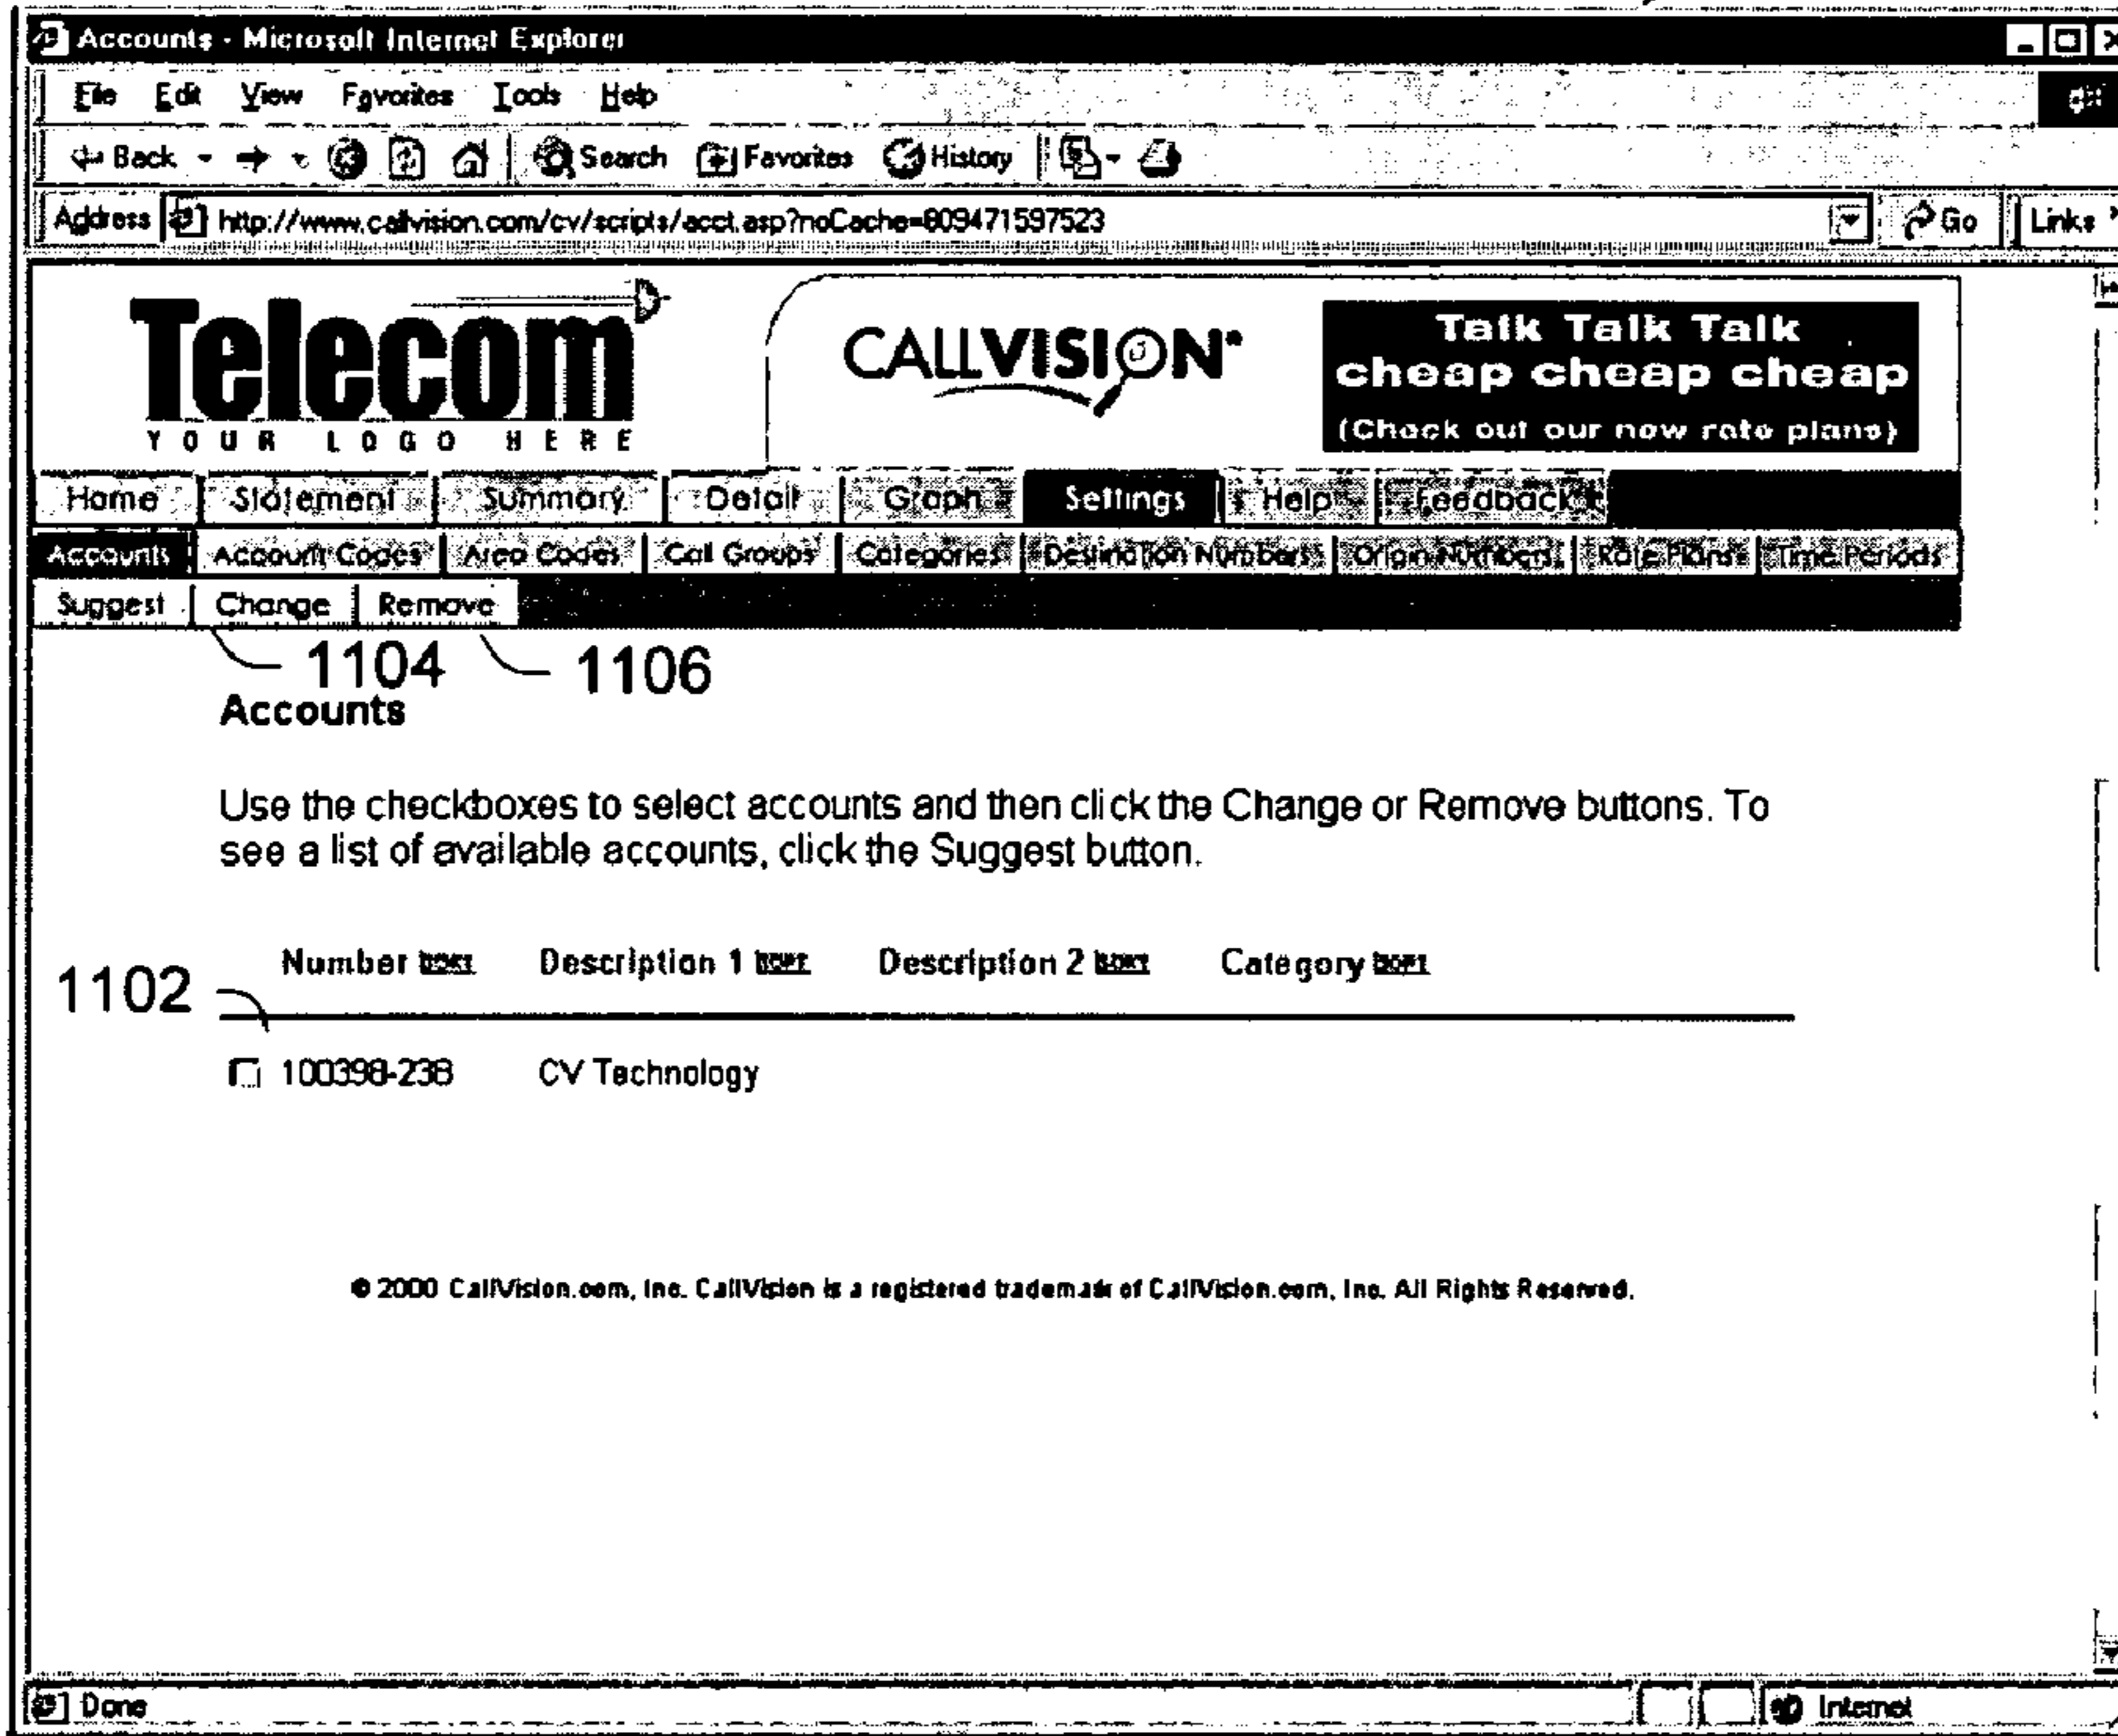 Accounts - Microsoft Internet Explorer
File Edit View Favorites Tools Help
Back Search Favorites History
Address http://www.callvision.com/cv/scripts/acct.asp?noCache=809471597523 Go Links
Telecom
YOUR LOGO HERE
CALLVISION
Talk Talk Talk
cheap cheap cheap
(Check out our new rate plans)
Home Statement Summary Detail Graph Settings Help Feedback
Accounts Account Codes Area Codes Call Groups Categories Destination Numbers Origin Numbers Rate Plans Time Periods
Suggest Change Remove
1104 1106
Accounts
Use the checkboxes to select accounts and then click the Change or Remove buttons. To
see a list of available accounts, click the Suggest button.
Number SORT Description 1 SORT Description 2 SORT Category SORT
1102
100398-238 CV Technology
© 2000 CallVision.com, Inc. CallVision is a registered trademark of CallVision.com, Inc. All Rights Reserved.
Done Internet